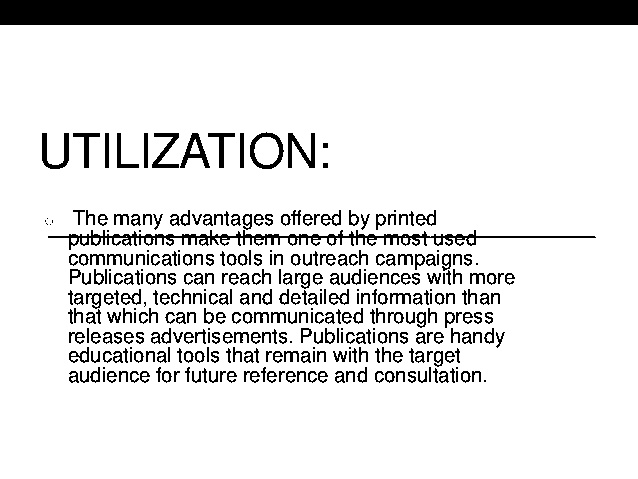 UTILIZATION:
The many advantages offered by printed
publications make them one of the most used
communications tools in outreach campaigns.
Publications can reach large audiences with more
targeted, technical and detailed information than
that which can be communicated through press
releases advertisements. Publications are handy
educational tools that remain with the target
audience for future reference and consultation.